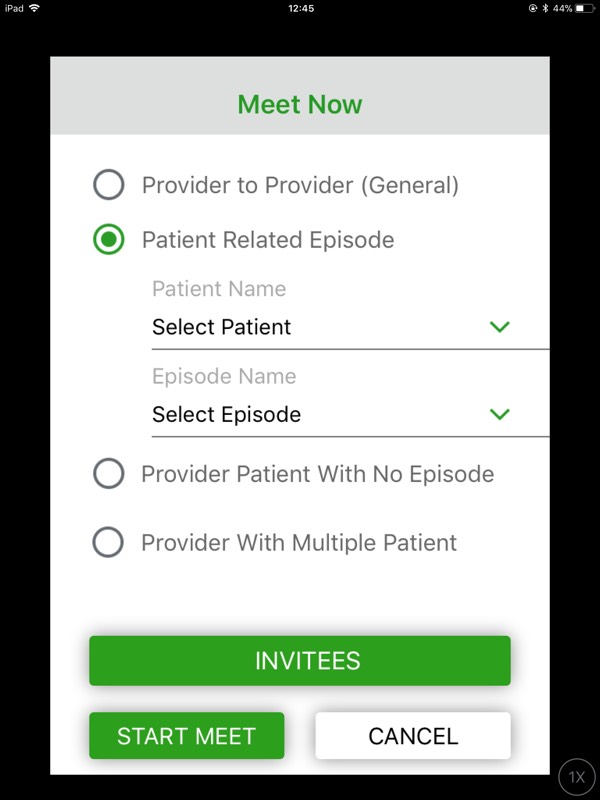 iPad 12:45 44%
Meet Now
Provider to Provider (General)
Patient Related Episode
Patient Name
Select Patient
Episode Name
Select Episode
Provider Patient With No Episode
Provider With Multiple Patient
INVITEES
START MEET CANCEL
1X